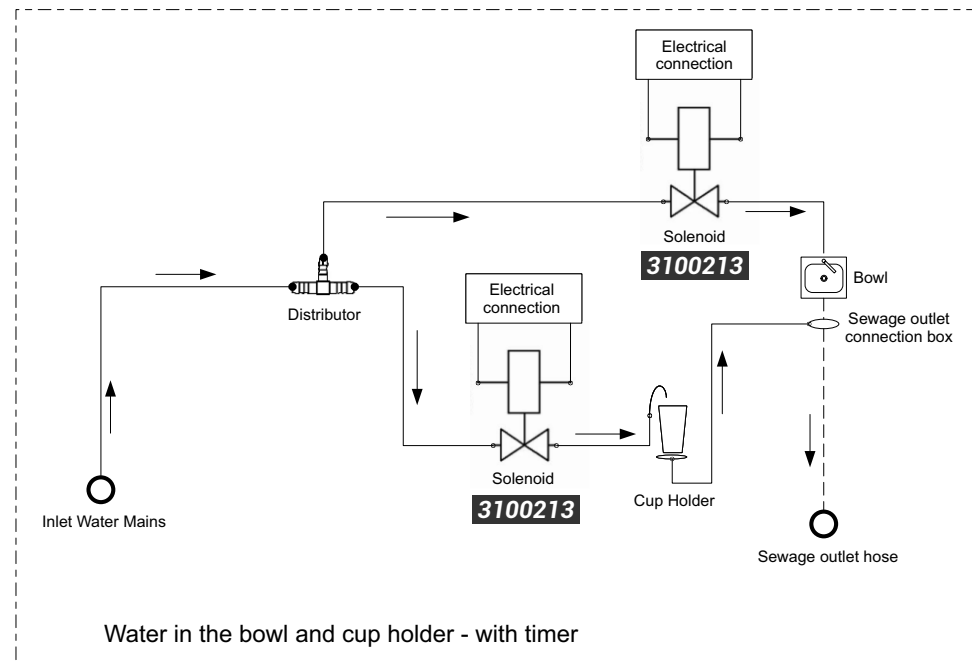 Electrical
connection
Solenoid
3100213
Bowl
Distributor
Electrical
connection
Sewage outlet
connection box
Solenoid
3100213
Cup Holder
Inlet Water Mains
Sewage outlet hose
Water in the bowl and cup holder - with timer